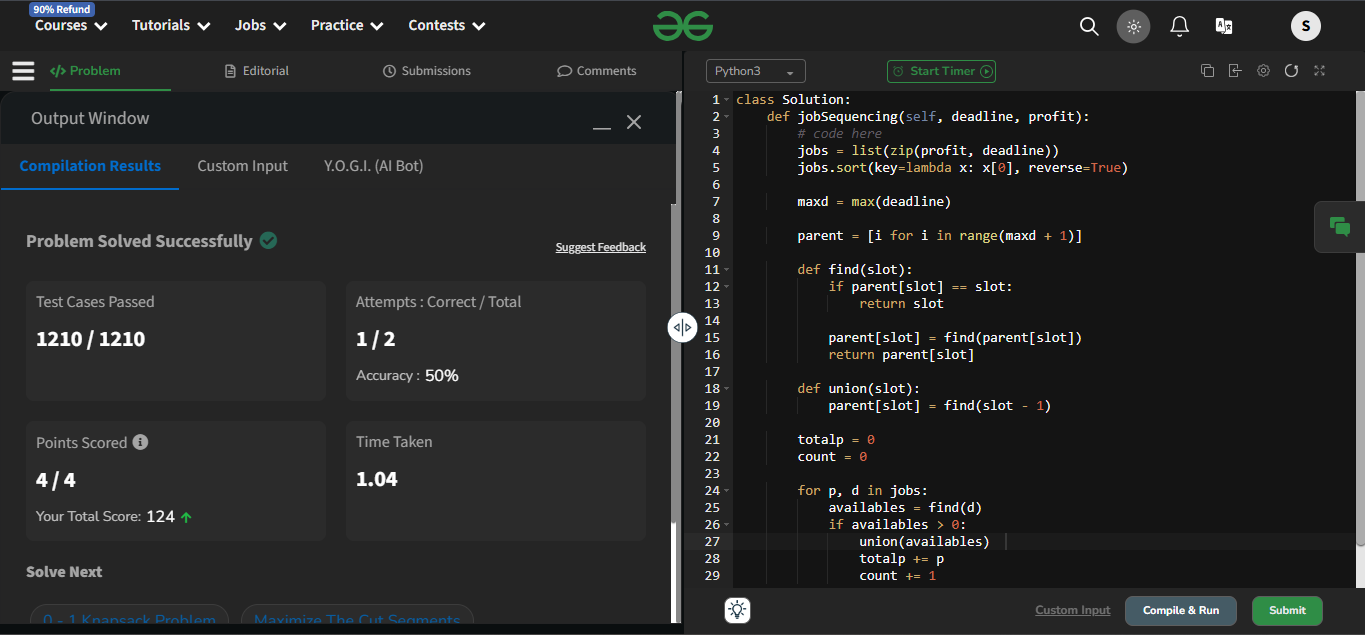 90% Refund
Courses Tutorials Jobs Practice Contests
S
Problem Editorial Submissions Comments
Output Window
Compilation Results Custom Input Y.O.G.I. (AI Bot)
Problem Solved Successfully
Suggest Feedback
Test Cases Passed
1210 / 1210
Attempts : Correct / Total
1 / 2
Accuracy : 50%
Points Scored
4 / 4
Your Total Score: 124
Time Taken
1.04
Solve Next
0 - 1 Knapsack Problem Maximize The Cut Segments
Python3 Start Timer
1 class Solution:
2     def jobSequencing(self, deadline, profit):
3         # code here
4         jobs = list(zip(profit, deadline))
5         jobs.sort(key=lambda x: x[0], reverse=True)
6
7         maxd = max(deadline)
8
9         parent = [i for i in range(maxd + 1)]
10
11         def find(slot):
12             if parent[slot] == slot:
13                 return slot
14
15             parent[slot] = find(parent[slot])
16             return parent[slot]
17
18         def union(slot):
19             parent[slot] = find(slot - 1)
20
21         totalp = 0
22         count = 0
23
24         for p, d in jobs:
25             availables = find(d)
26             if availables > 0:
27                 union(availables)
28                 totalp += p
29                 count += 1
Custom Input Compile & Run Submit